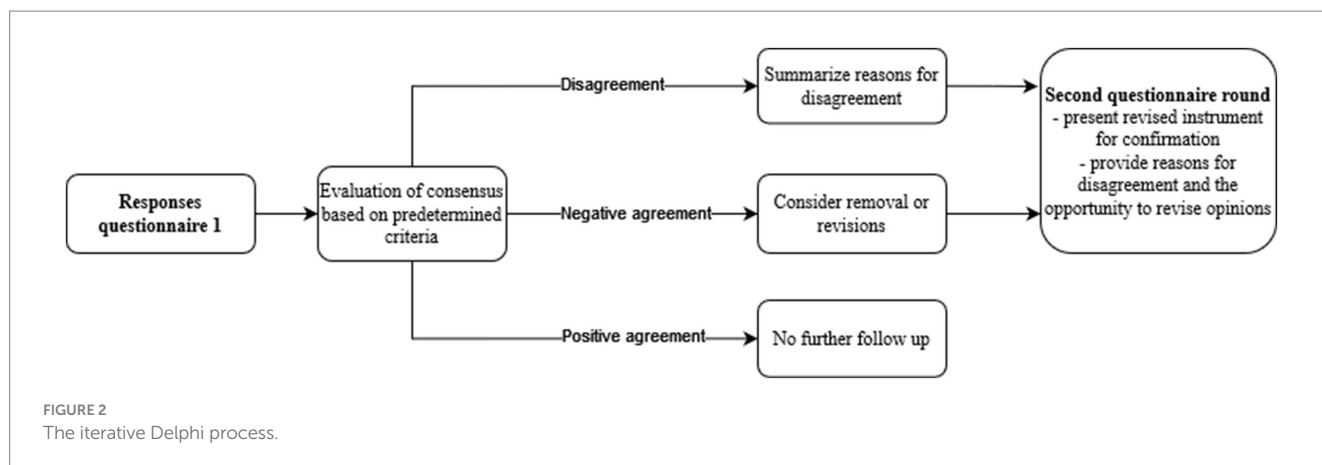 Responses
questionnaire 1
Evaluation of consensus
based on predetermined
criteria
Disagreement
Negative agreement
Positive agreement
Summarize reasons for
disagreement
Consider removal or
revisions
No further follow up
Second questionnaire round
- present revised instrument
for confirmation
- provide reasons for
disagreement and the
opportunity to revise opinions
FIGURE 2
The iterative Delphi process.